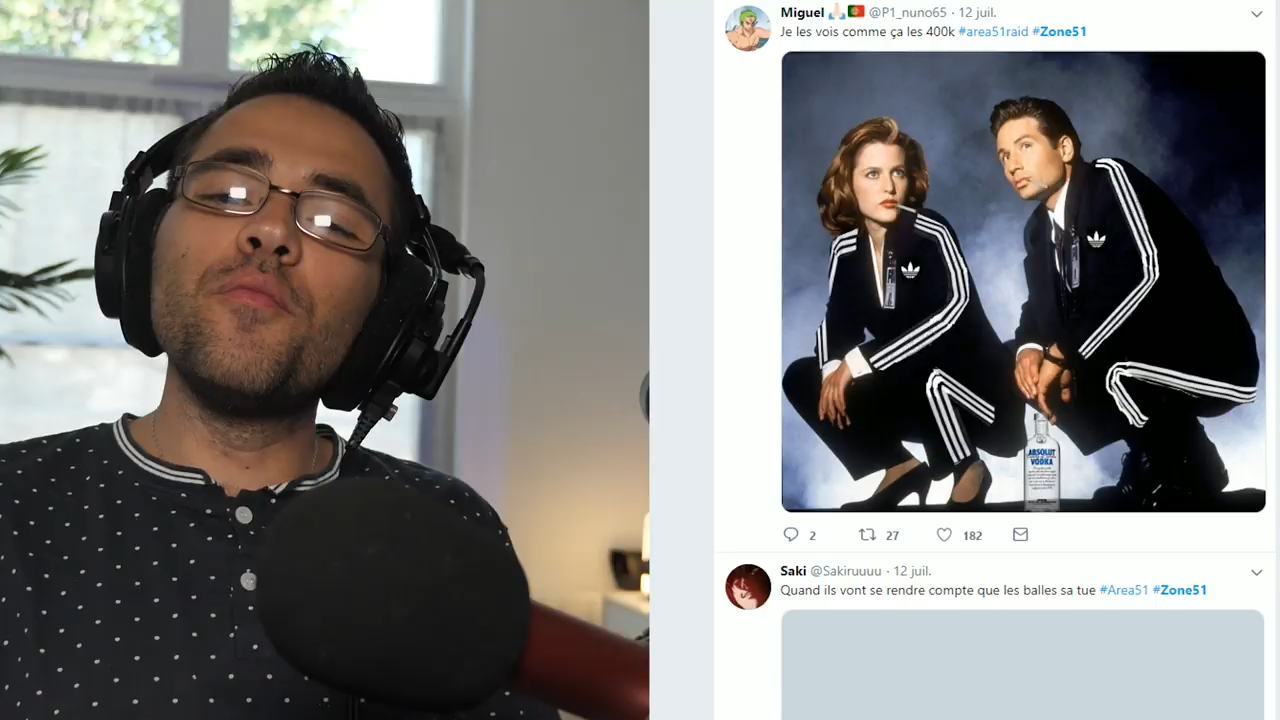 Miguel @P1_nuno65 · 12 juil.
Je les vois comme ça les 400k #area51raid #Zone51
ABSOLUT
VODKA
2 27 182
Saki @Sakiruuuu · 12 juil.
Quand ils vont se rendre compte que les balles sa tue #Area51 #Zone51